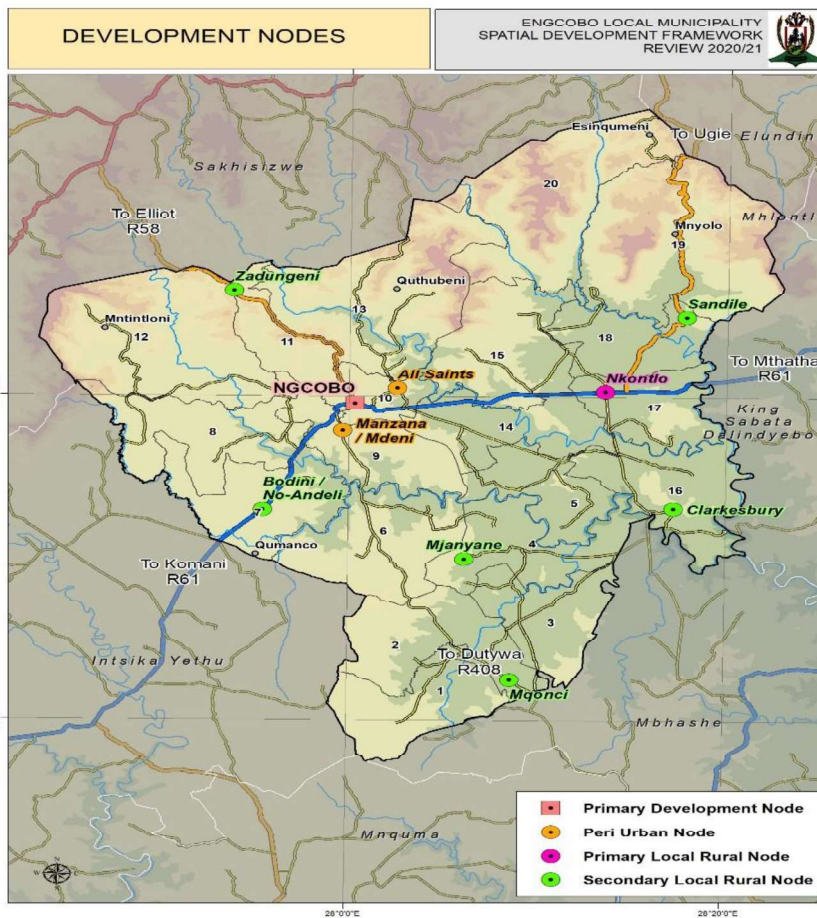 DEVELOPMENT NODES
ENGCOBO LOCAL MUNICIPALITY
SPATIAL DEVELOPMENT FRAMEWORK
REVIEW 2020/21
Esinqumeni
To Ugie
Elundin
Sakhisizwe
20
To Elliot
R58
Mnyolo
19
Mhlontl
Zadungeni
Quthubeni
13
Mntintloni
12
11
Sandile
18
15
To Mthatha
R61
All Saints
Nkontlo
NGCOBO
10
17
King
Sabata
Dalindyebo
Manzana
/ Mdeni
8
14
9
Bodini /
No-Andeli
7
16
5
Clarkesbury
6
Qumanco
Mjanyane
4
To Komani
R61
3
2
To Dutywa
R408
Intsika Yethu
1
Mqonci
Mbhashe
Mnquma
Primary Development Node
Peri Urban Node
Primary Local Rural Node
Secondary Local Rural Node
N
W
E
S
28°0'0"E
28°20'0"E